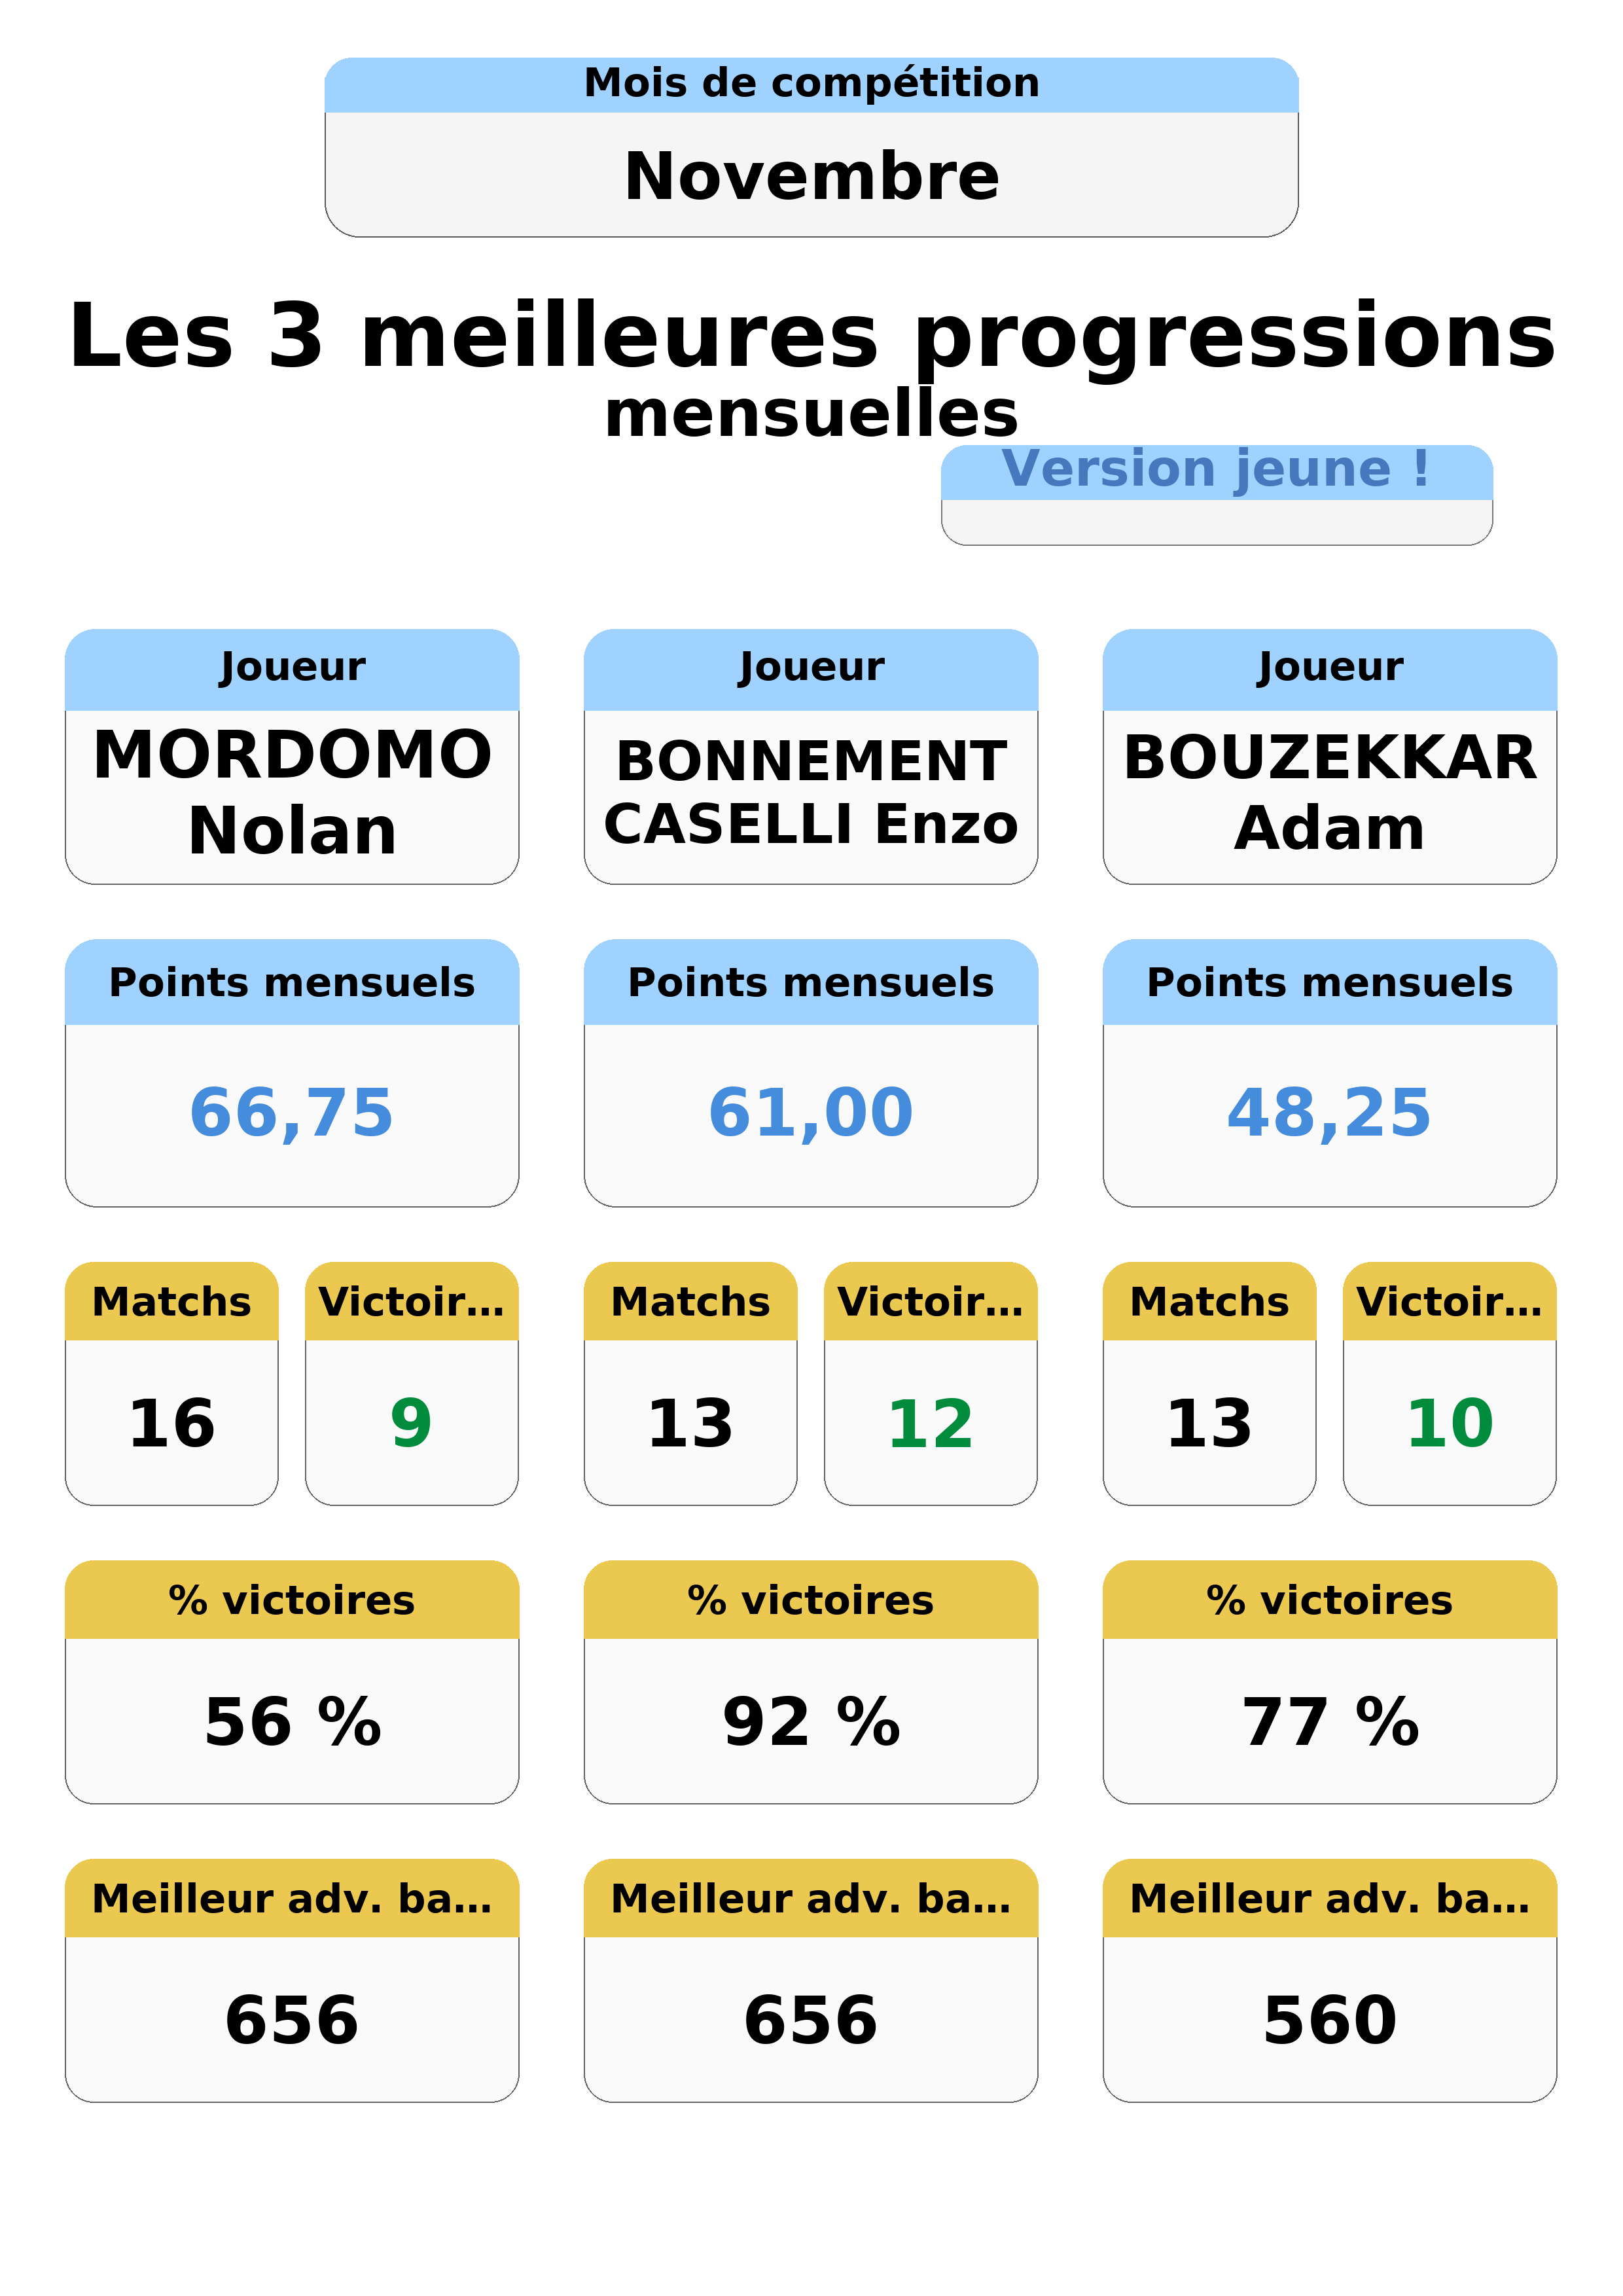 Mois de compétition
Novembre
Les 3 meilleures progressions
mensuelles
Version jeune !
Joueur
MORDOMO
Nolan
Joueur
BONNEMENT
CASELLI Enzo
Joueur
BOUZEKKAR
Adam
Points mensuels
66,75
Points mensuels
61,00
Points mensuels
48,25
Matchs
16
Victoir...
9
Matchs
13
Victoir...
12
Matchs
13
Victoir...
10
% victoires
56 %
% victoires
92 %
% victoires
77 %
Meilleur adv. ba...
656
Meilleur adv. ba...
656
Meilleur adv. ba...
560